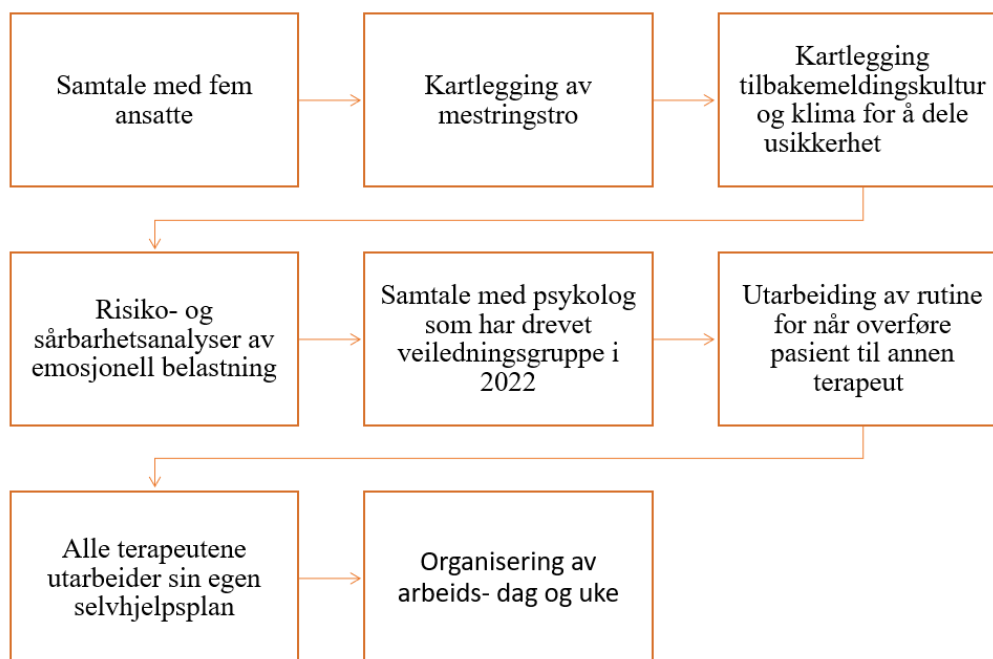 Samtale med fem
ansatte
Kartlegging av
mestringstro
Kartlegging
tilbakemeldingskultur
og klima for å dele
usikkerhet
Risiko- og
sårbarhetsanalyser av
emosjonell belastning
Samtale med psykolog
som har drevet
veiledningsgruppe i
2022
Utarbeiding av rutine
for når overføre
pasient til annen
terapeut
Alle terapeutene
utarbeider sin egen
selvhjelpsplan
Organisering av
arbeids- dag og uke